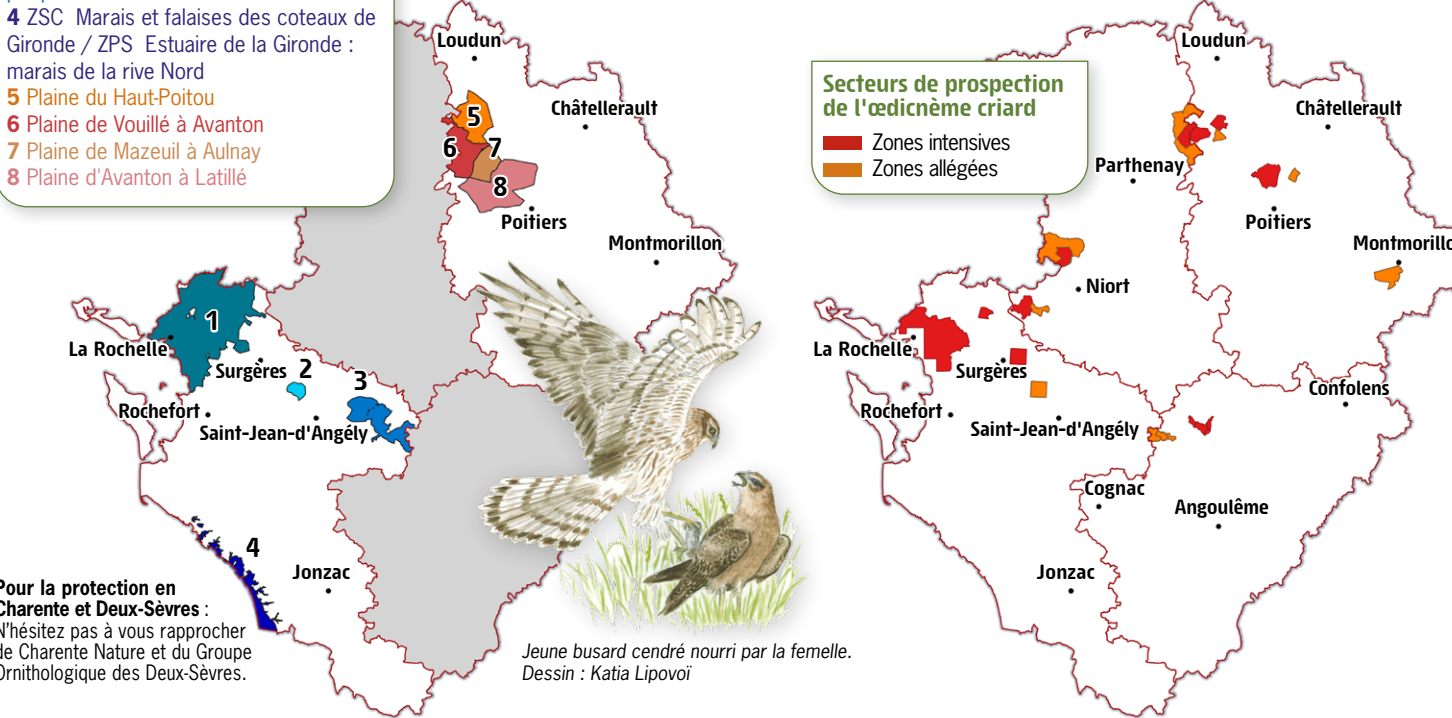 4 ZSC Marais et falaises des coteaux de
Gironde / ZPS Estuaire de la Gironde :
marais de la rive Nord
5 Plaine du Haut-Poitou
6 Plaine de Vouillé à Avanton
7 Plaine de Mazeuil à Aulnay
8 Plaine d'Avanton à Latillé
Loudun
Châtellerault
5
6
7
8
Poitiers
Montmorillon
1
La Rochelle
Surgères
2
3
Rochefort
Saint-Jean-d'Angély
4
Jonzac
Pour la protection en
Charente et Deux-Sèvres :
N'hésitez pas à vous rapprocher
de Charente Nature et du Groupe
Ornithologique des Deux-Sèvres.
Jeune busard cendré nourri par la femelle.
Dessin : Katia Lipovoï
Secteurs de prospection
de l'œdicnème criard
Zones intensives
Zones allégées
Loudun
Châtellerault
Parthenay
Poitiers
Montmorillo
Niort
La Rochelle
Surgères
Rochefort
Saint-Jean-d'Angély
Confolens
Cognac
Angoulême
Jonzac